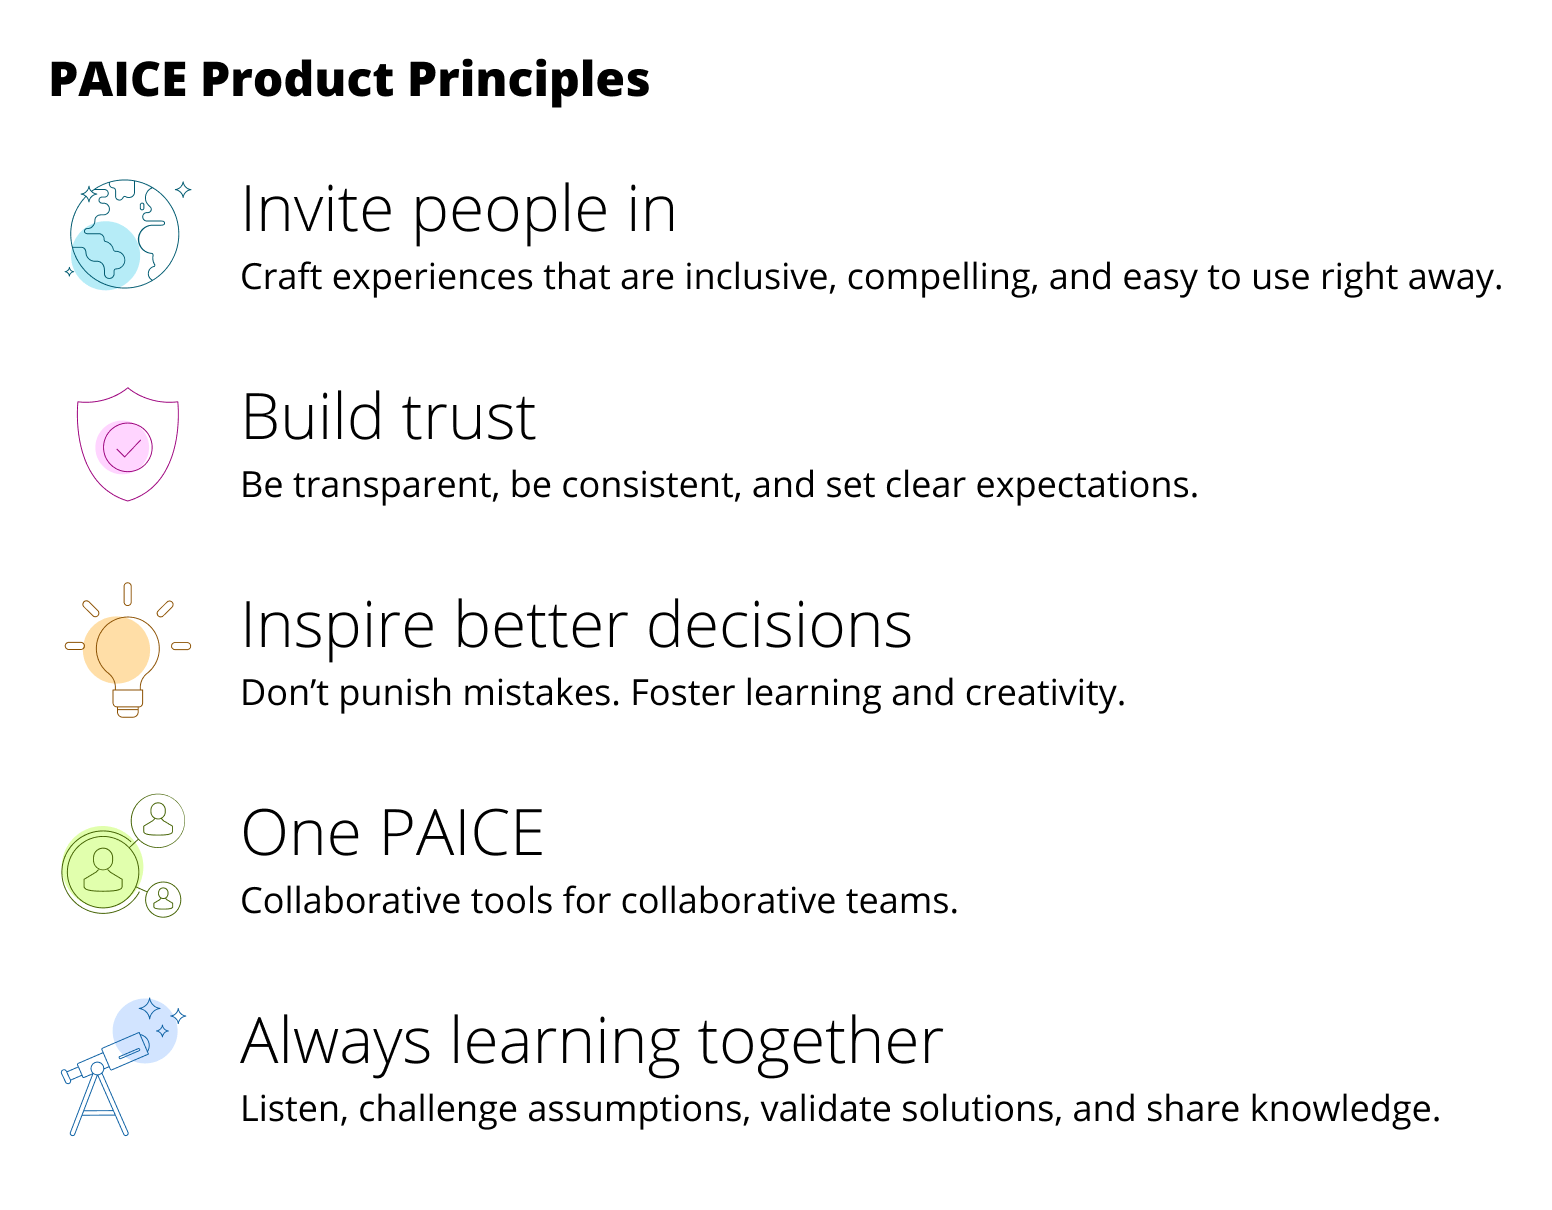 PAICE Product Principles
Invite people in
Craft experiences that are inclusive, compelling, and easy to use right away.
Build trust
Be transparent, be consistent, and set clear expectations.
Inspire better decisions
Don’t punish mistakes. Foster learning and creativity.
One PAICE
Collaborative tools for collaborative teams.
Always learning together
Listen, challenge assumptions, validate solutions, and share knowledge.